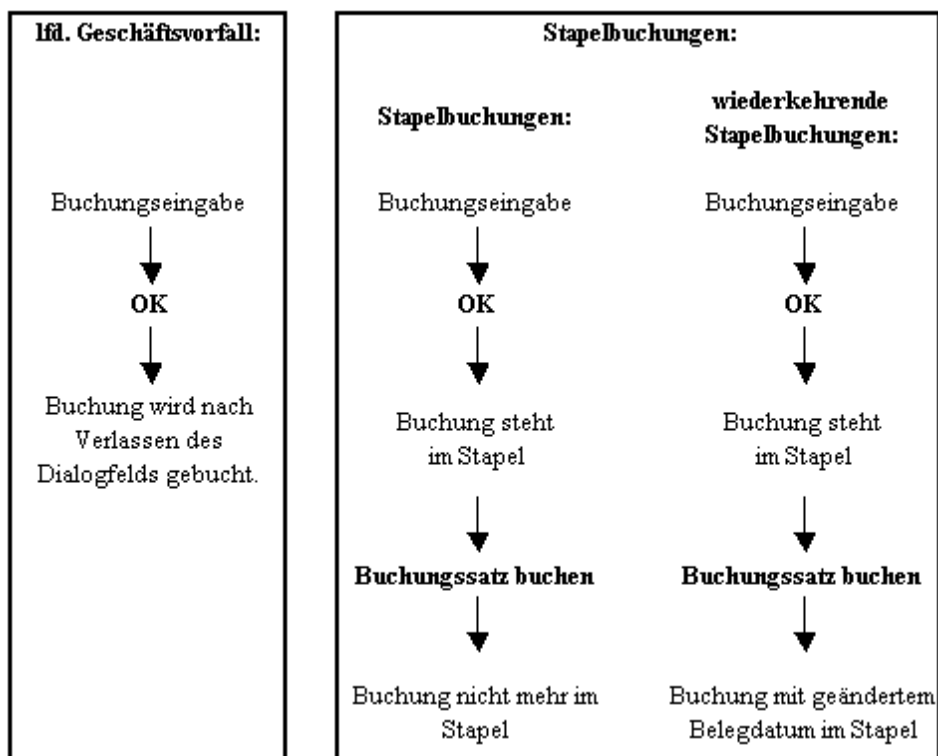 lfd. Geschäftsvorfall:
Buchungseingabe
OK
Buchung wird nach
Verlassen des
Dialogfelds gebucht.
Stapelbuchungen:
Stapelbuchungen:
Buchungseingabe
OK
Buchung steht
im Stapel
Buchungssatz buchen
Buchung nicht mehr im
Stapel
wiederkehrende
Stapelbuchungen:
Buchungseingabe
OK
Buchung steht
im Stapel
Buchungssatz buchen
Buchung mit geändertem
Belegdatum im Stapel